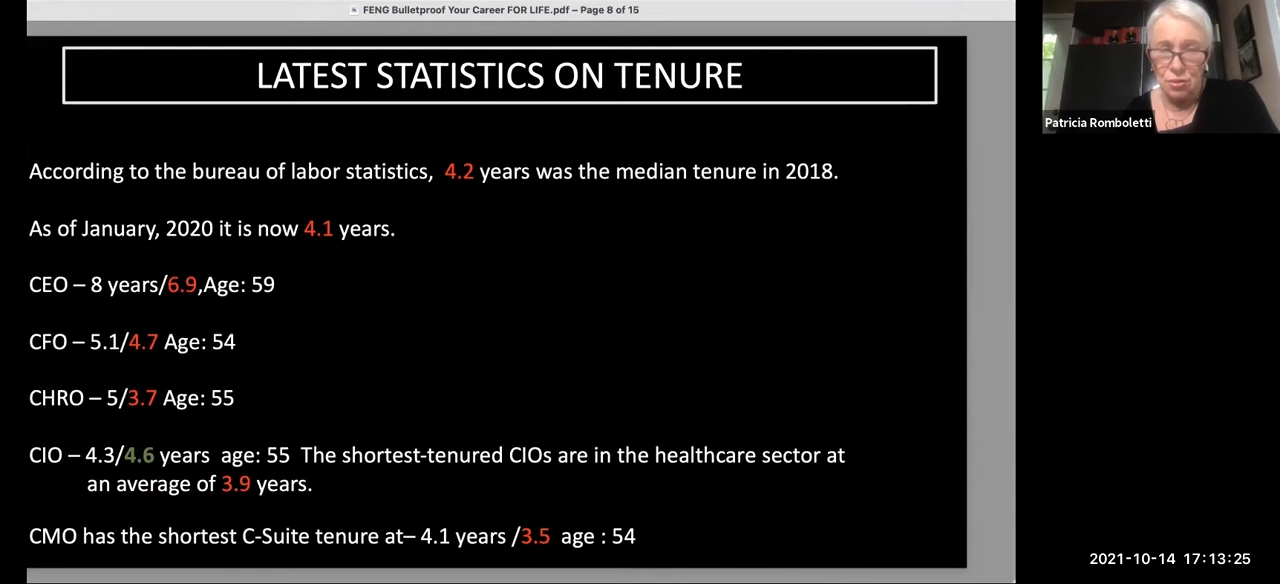 FENG Bulletproof Your Career FOR LIFE.pdf – Page 8 of 15
LATEST STATISTICS ON TENURE
According to the bureau of labor statistics, 4.2 years was the median tenure in 2018.
As of January, 2020 it is now 4.1 years.
CEO – 8 years/6.9,Age: 59
CFO – 5.1/4.7 Age: 54
CHRO – 5/3.7 Age: 55
CIO – 4.3/4.6 years age: 55 The shortest-tenured CIOs are in the healthcare sector at
an average of 3.9 years.
CMO has the shortest C-Suite tenure at– 4.1 years /3.5 age : 54
Patricia Romboletti
2021-10-14 17:13:25